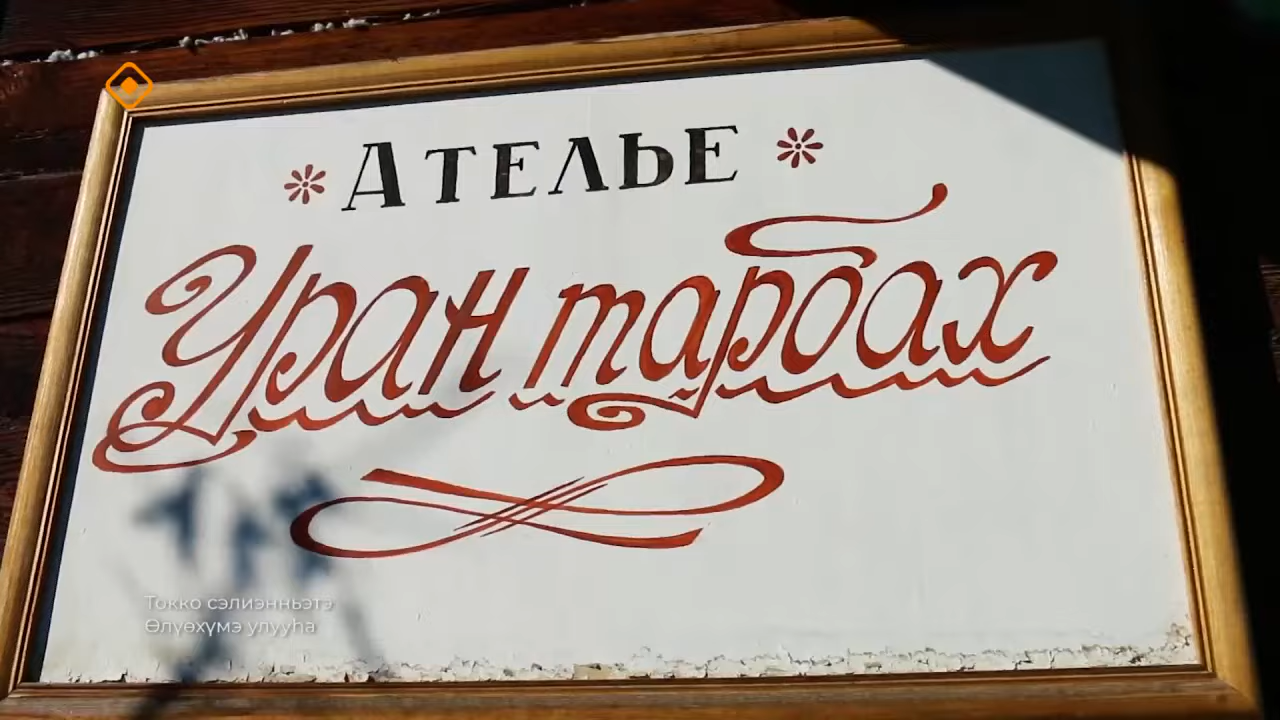 Ателье
Уран тарбах
Токко сэлиэнньэтэ
Өлүөхүмэ улууһа